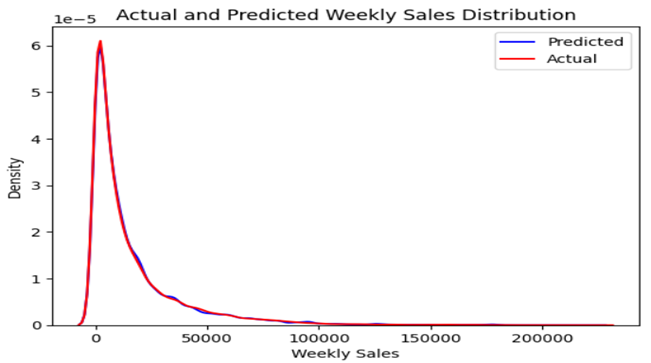 Actual and Predicted Weekly Sales Distribution
1e−5
Predicted
Actual
6
5
4
3
2
1
0
Density
0 50000 100000 150000 200000
Weekly Sales